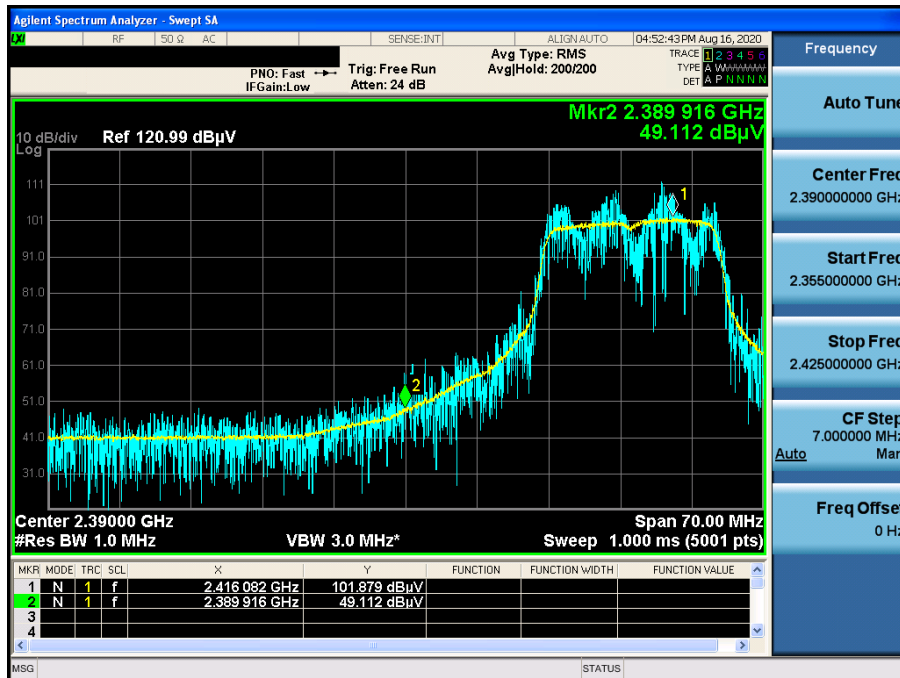 Agilent Spectrum Analyzer - Swept SA
LXI RF 50 Ω AC SENSE:INT ALIGN AUTO 04:52:43 PM Aug 16, 2020
Frequency
PNO: Fast Trig: Free Run Avg Type: RMS TRACE 1 2 3 4 5 6
IFGain:Low Atten: 24 dB Avg|Hold: 200/200 TYPE A WWWWW
DET A P N N N N
Auto Tune
Mkr2 2.389 916 GHz
49.112 dBµV
10 dB/div Ref 120.99 dBµV
Log
111
101
91.0
81.0
71.0
61.0
51.0
41.0
31.0
1
2
Center Freq
2.390000000 GHz
Start Freq
2.355000000 GHz
Stop Freq
2.425000000 GHz
CF Step
7.000000 MHz
Auto Man
Freq Offset
0 Hz
Center 2.39000 GHz Span 70.00 MHz
#Res BW 1.0 MHz VBW 3.0 MHz* Sweep 1.000 ms (5001 pts)
MKR MODE TRC SCL X Y FUNCTION FUNCTION WIDTH FUNCTION VALUE
1 N 1 f 2.416 082 GHz 101.879 dBµV
2 N 1 f 2.389 916 GHz 49.112 dBµV
3
4
MSG STATUS